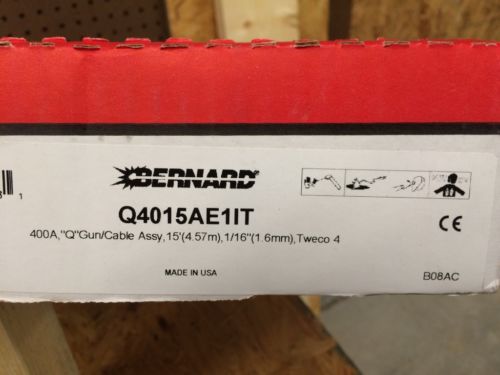 BERNARD
Q4015AE1IT
400A,"Q"Gun/Cable Assy,15'(4.57m),1/16"(1.6mm),Tweco 4
CE
MADE IN USA
B08AC
1